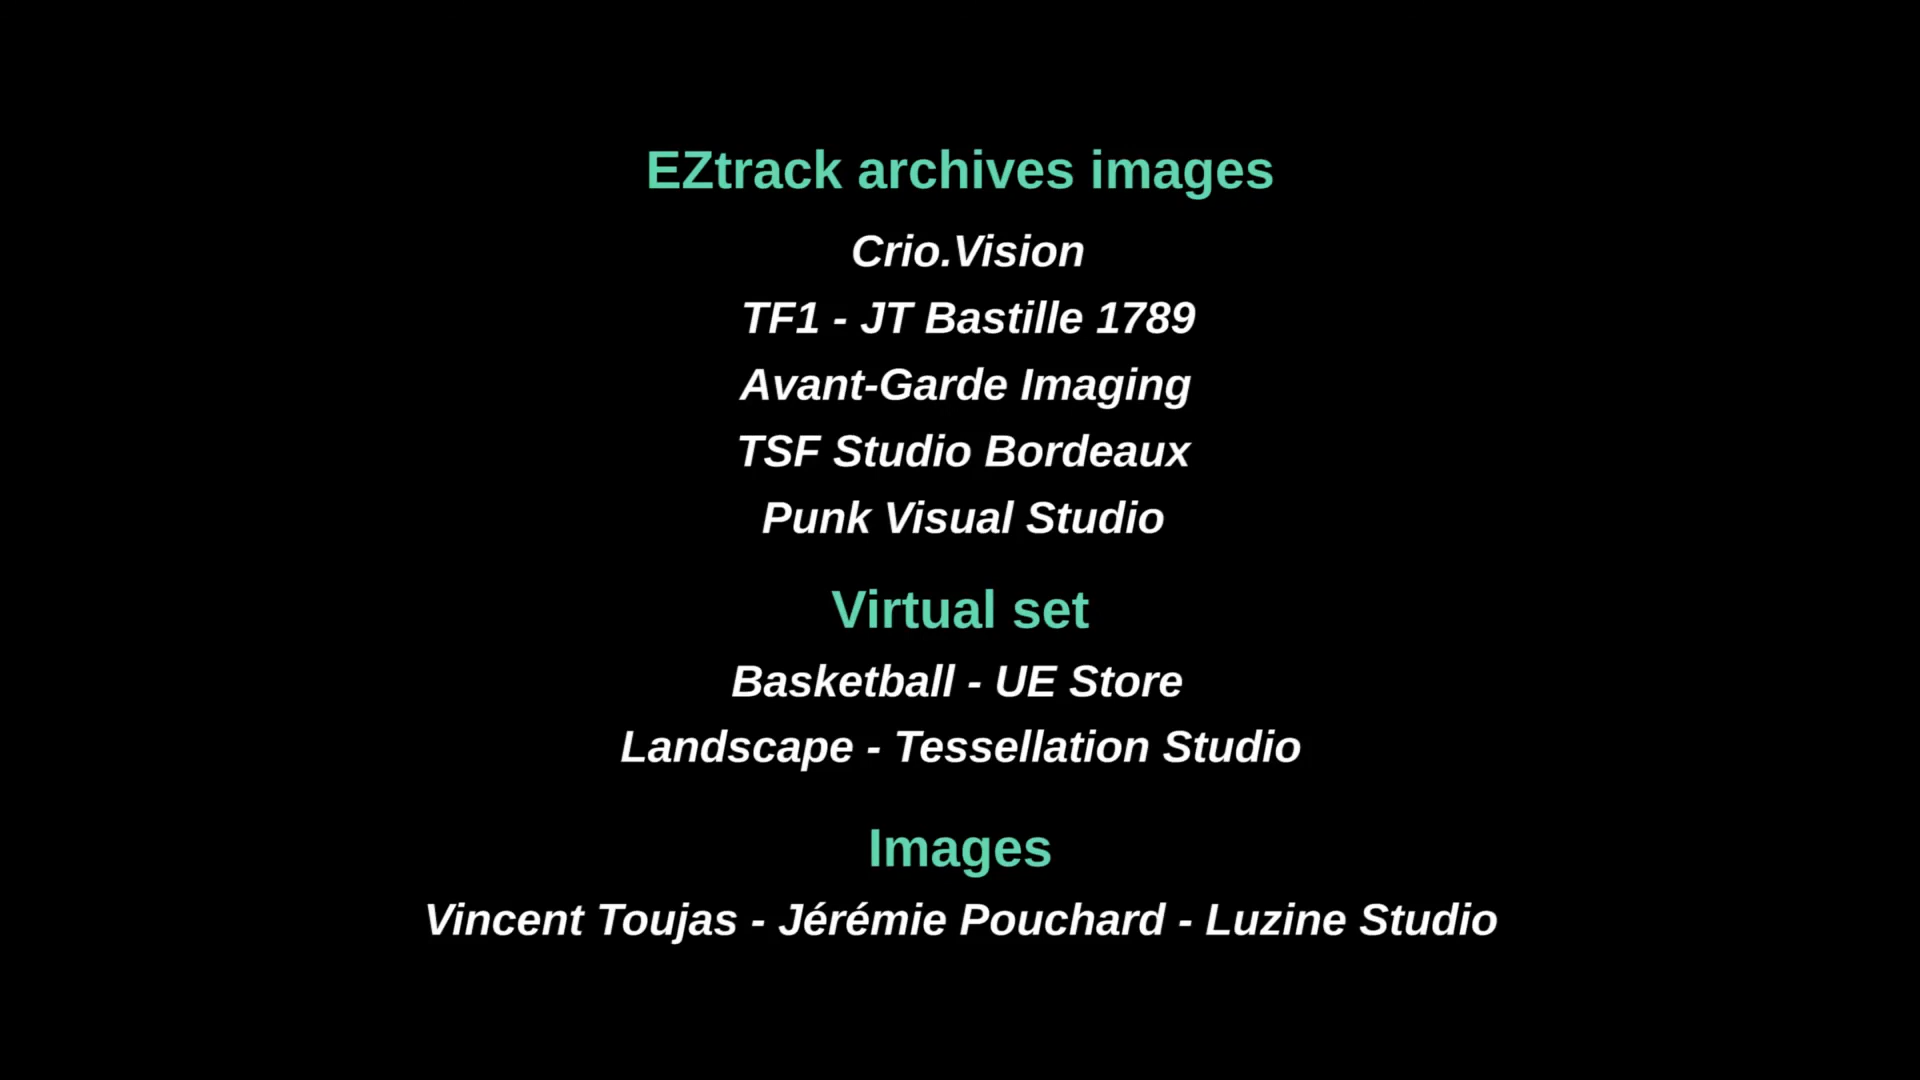 EZtrack archives images
Crio.Vision
TF1 - JT Bastille 1789
Avant-Garde Imaging
TSF Studio Bordeaux
Punk Visual Studio
Virtual set
Basketball - UE Store
Landscape - Tessellation Studio
Images
Vincent Toujas - Jérémie Pouchard - Luzine Studio